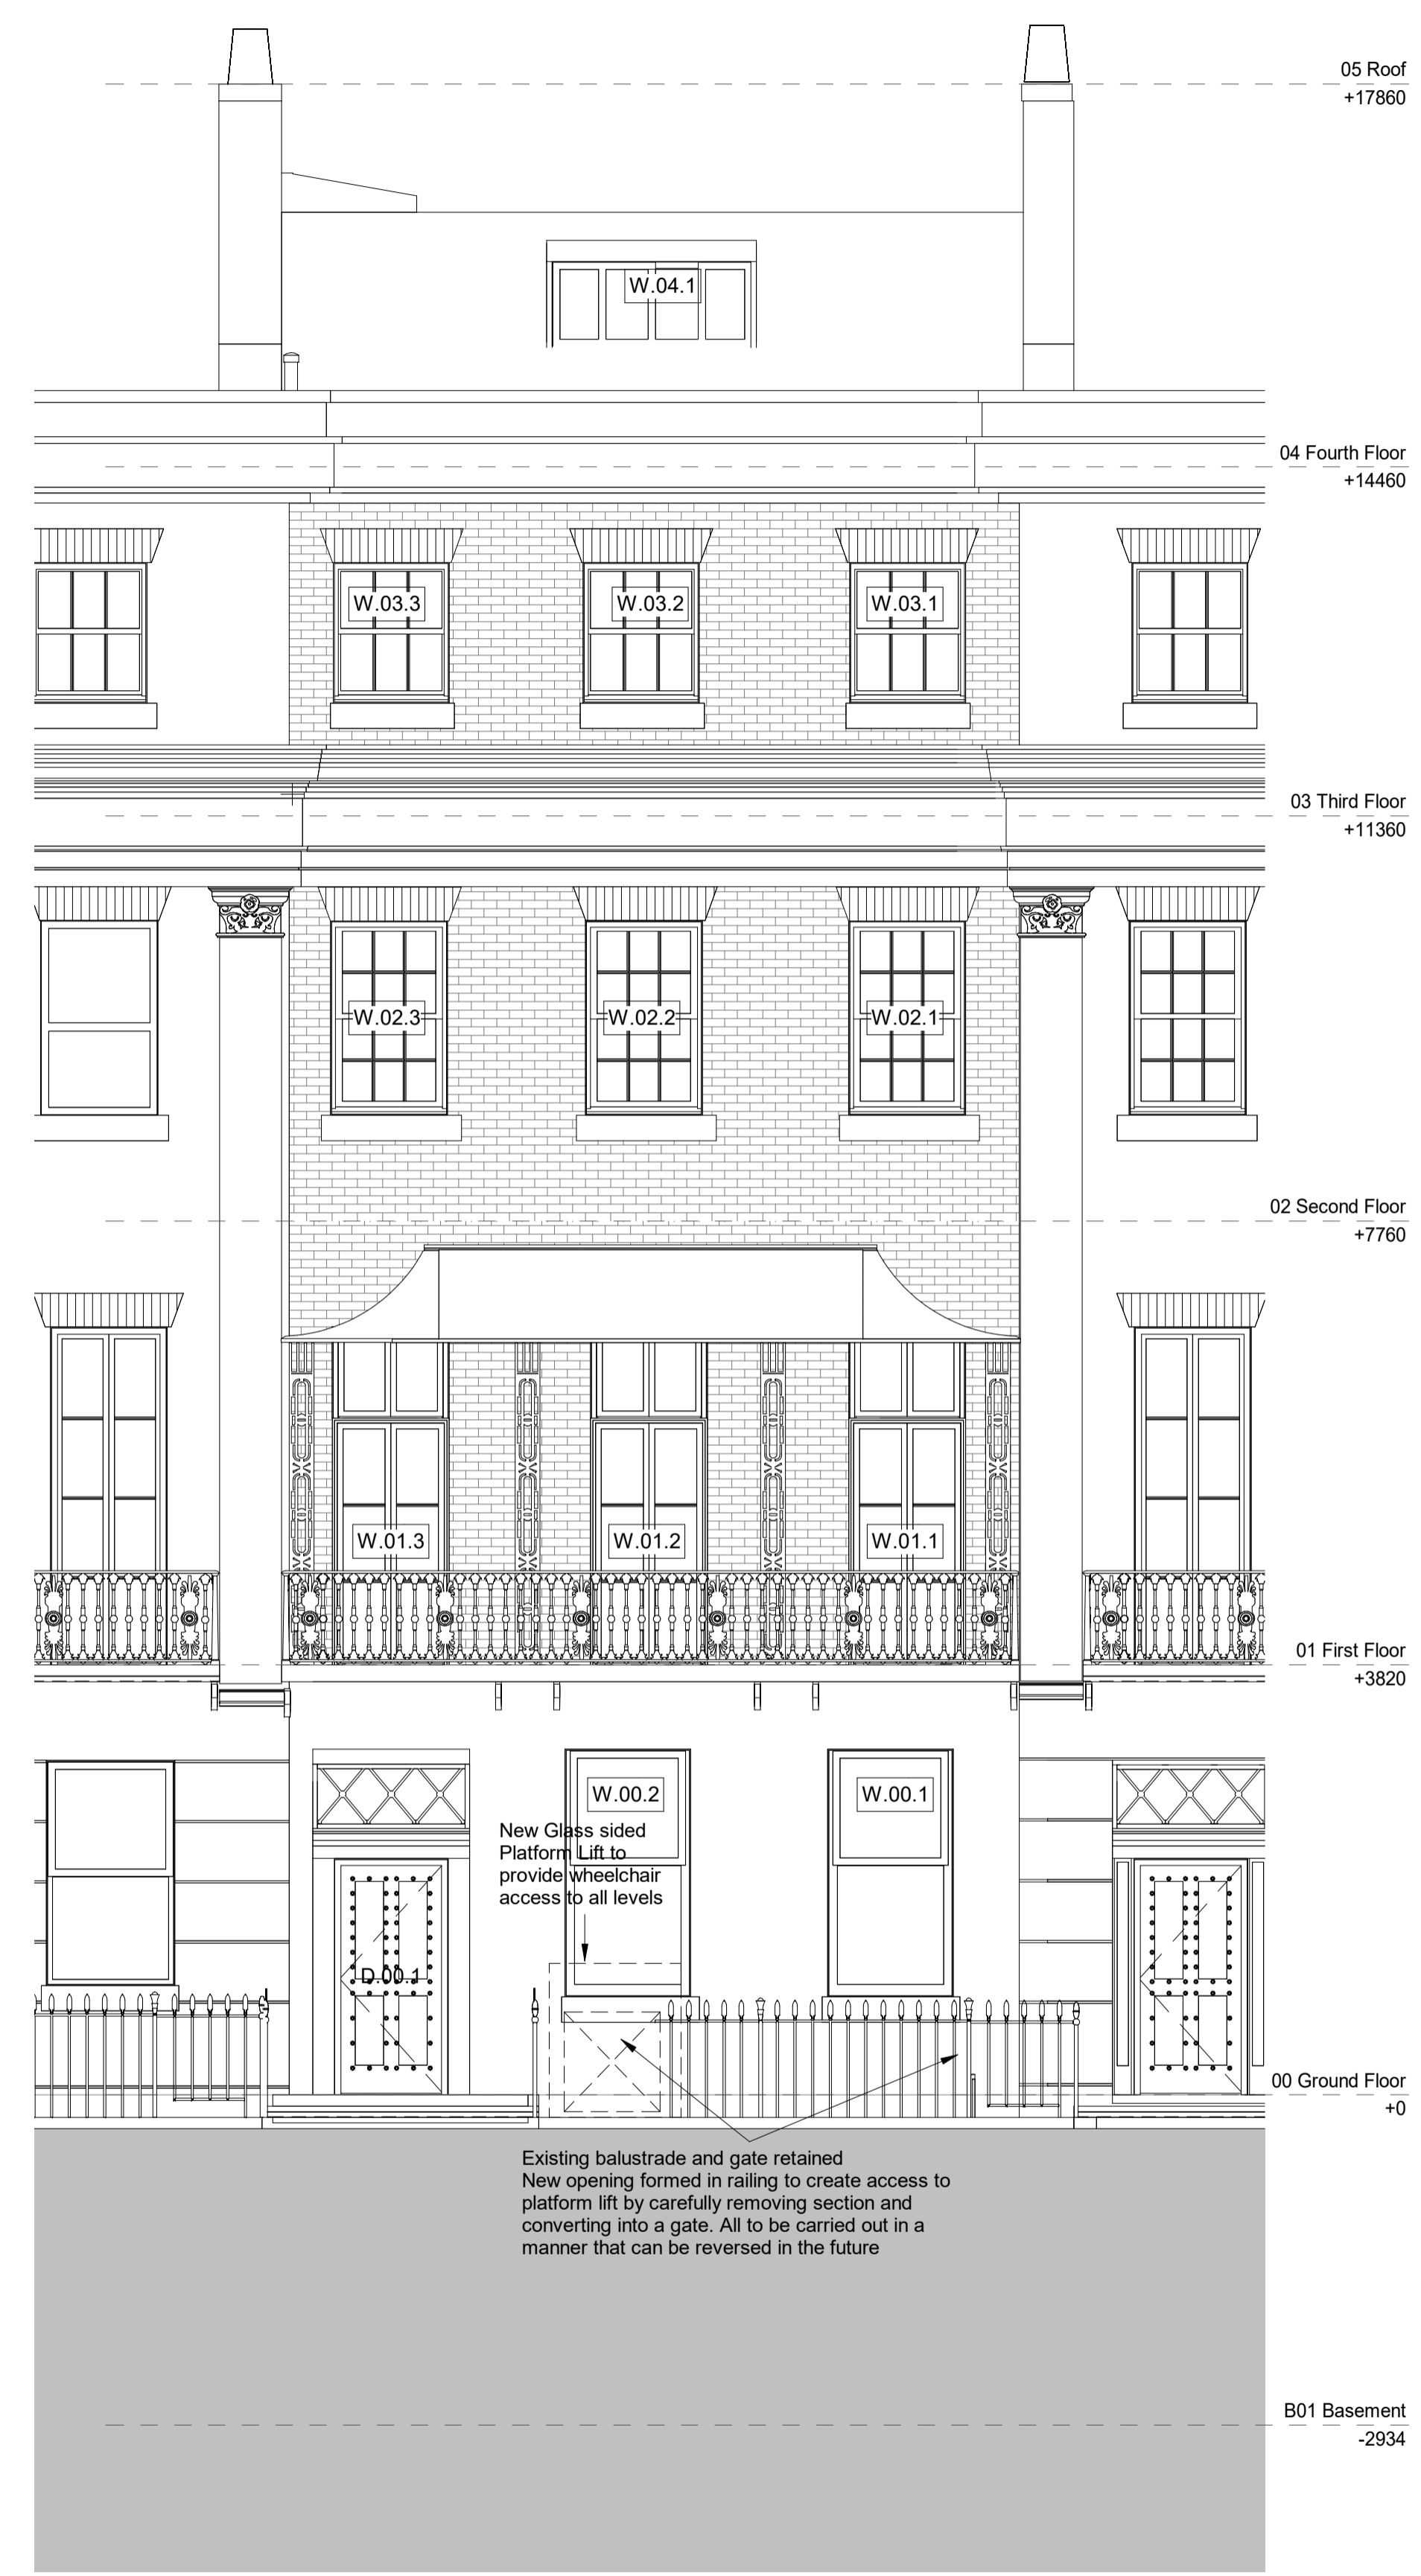 05 Roof
+17860
W.04.1
04 Fourth Floor
+14460
W.03.3
W.03.2
W.03.1
03 Third Floor
+11360
W.02.3
W.02.2
W.02.1
02 Second Floor
+7760
W.01.3
W.01.2
W.01.1
01 First Floor
+3820
W.00.2
W.00.1
New Glass sided
Platform Lift to
provide wheelchair
access to all levels
D.00.1
00 Ground Floor
+0
Existing balustrade and gate retained
New opening formed in railing to create access to
platform lift by carefully removing section and
converting into a gate. All to be carried out in a
manner that can be reversed in the future
B01 Basement
-2934